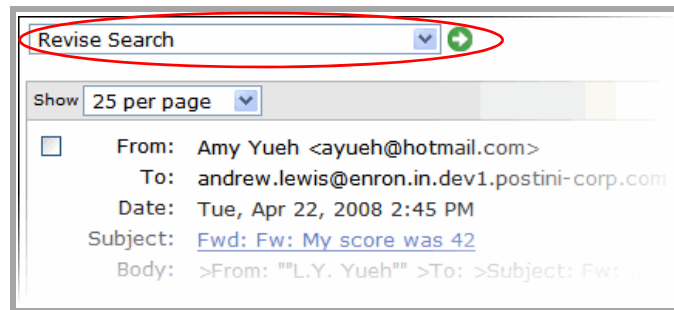 Revise Search
Show 25 per page
From: Amy Yueh <ayueh@hotmail.com>
To: andrew.lewis@enron.in.dev1.postini-corp.com
Date: Tue, Apr 22, 2008 2:45 PM
Subject: Fwd: Fw: My score was 42
Body: >From: ""L.Y. Yueh"" >To: >Subject: Fw: ...